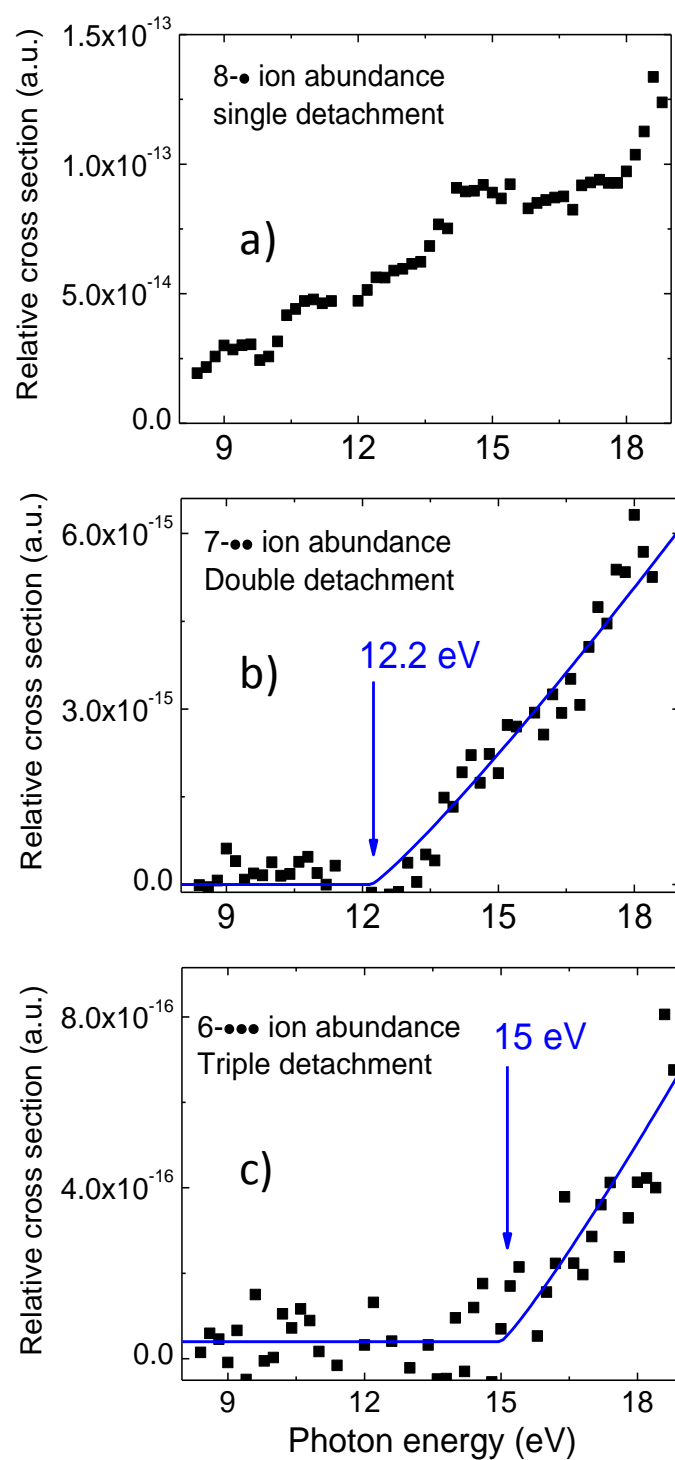 Relative cross section (a.u.)
1.5x10-13
1.0x10-13
5.0x10-14
0.0
8-● ion abundance
single detachment
a)
9 12 15 18
Relative cross section (a.u.)
6.0x10-15
3.0x10-15
0.0
7-●● ion abundance
Double detachment
12.2 eV
b)
9 12 15 18
Relative cross section (a.u.)
8.0x10-16
4.0x10-16
0.0
6-●●● ion abundance
Triple detachment
15 eV
c)
9 12 15 18
Photon energy (eV)